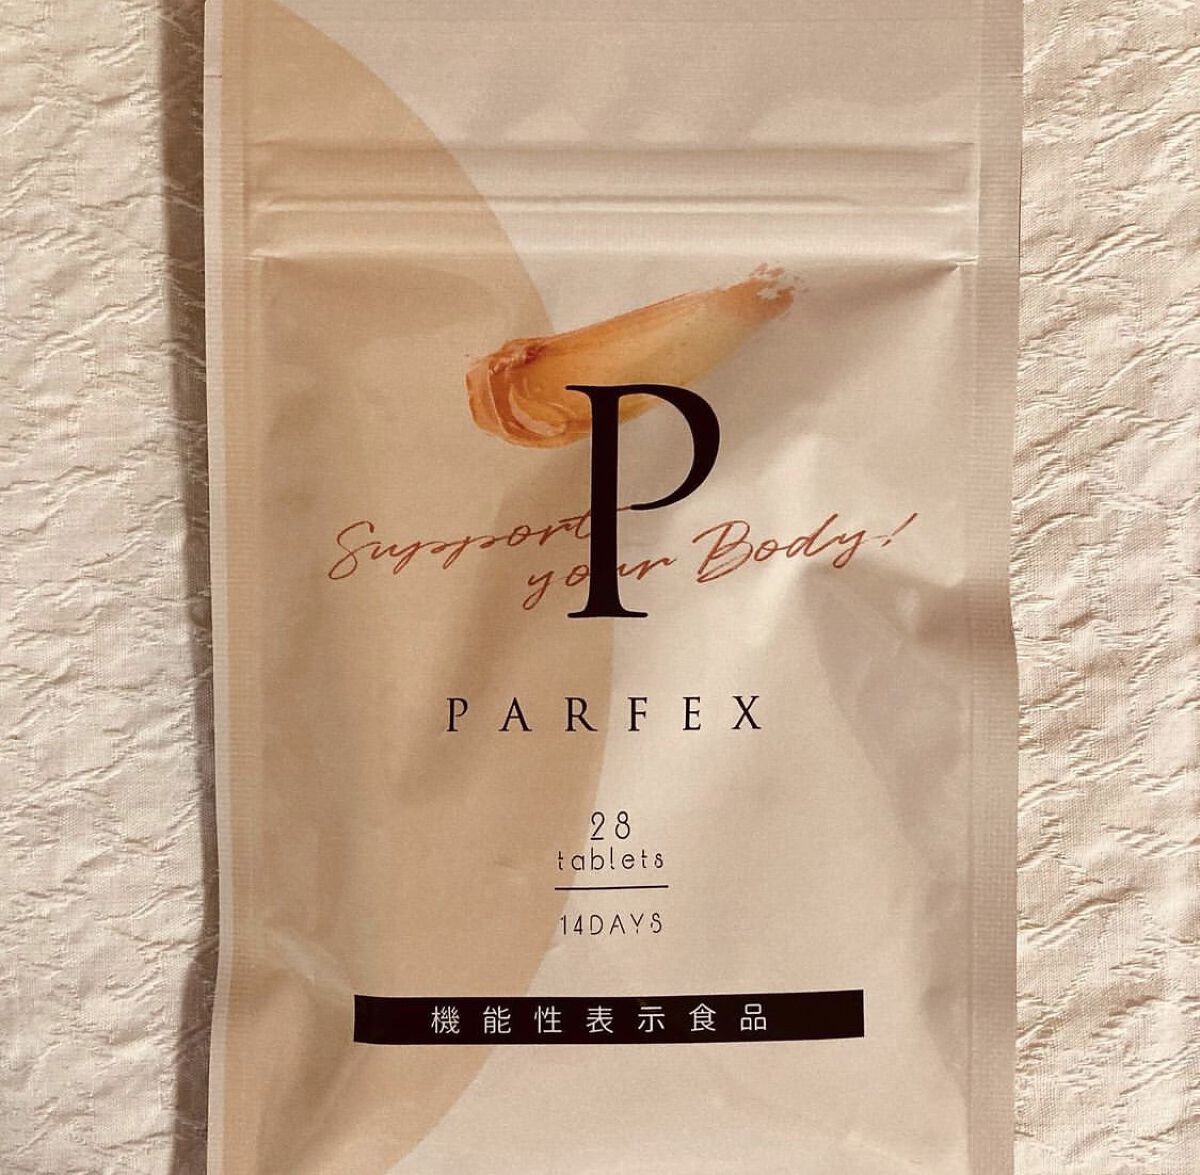 P
Support
your Body!
PARFEX
28
tablets
14DAYS
機能性表示食品